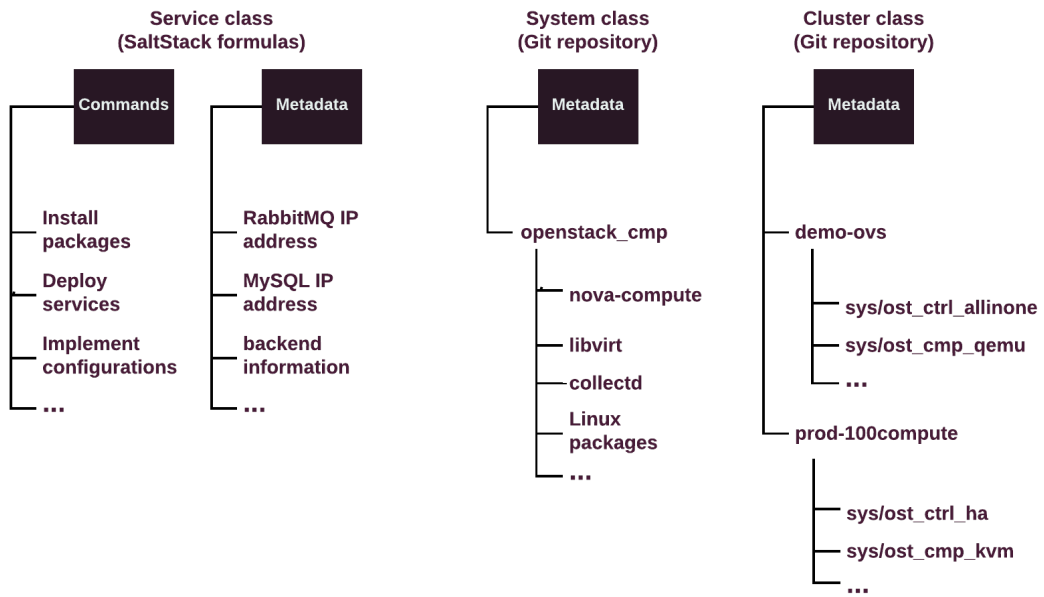 Service class
(SaltStack formulas)
Commands
Install
packages
Deploy
services
Implement
configurations
...
Metadata
RabbitMQ IP
address
MySQL IP
address
backend
information
...
System class
(Git repository)
Metadata
openstack_cmp
nova-compute
libvirt
collectd
Linux
packages
...
Cluster class
(Git repository)
Metadata
demo-ovs
sys/ost_ctrl_allinone
sys/ost_cmp_qemu
...
prod-100compute
sys/ost_ctrl_ha
sys/ost_cmp_kvm
...